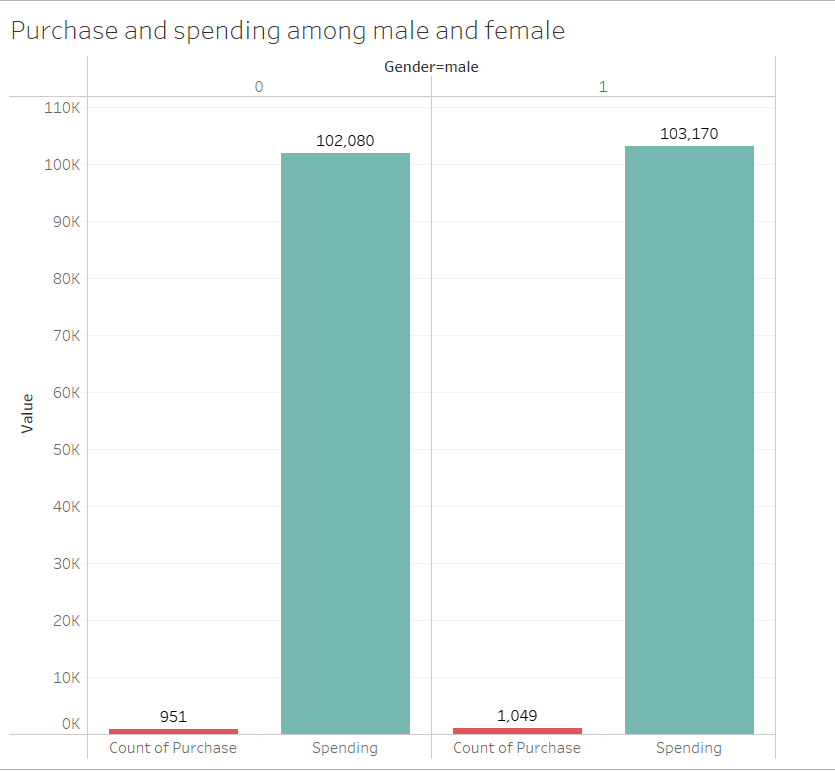 Purchase and spending among male and female
Gender=male
0 1
110K
100K
90K
80K
70K
60K
50K
40K
30K
20K
10K
0K
Value
102,080
103,170
951
1,049
Count of Purchase Spending Count of Purchase Spending